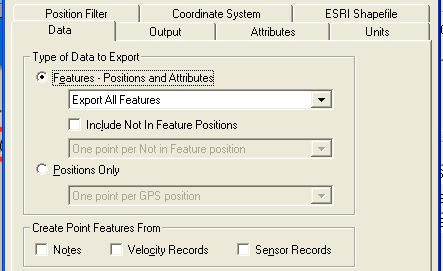 Position Filter Coordinate System ESRI Shapefile
Data Output Attributes Units
Type of Data to Export
Features - Positions and Attributes
Export All Features
Include Not In Feature Positions
One point per Not in Feature position
Positions Only
One point per GPS position
Create Point Features From
Notes Velocity Records Sensor Records